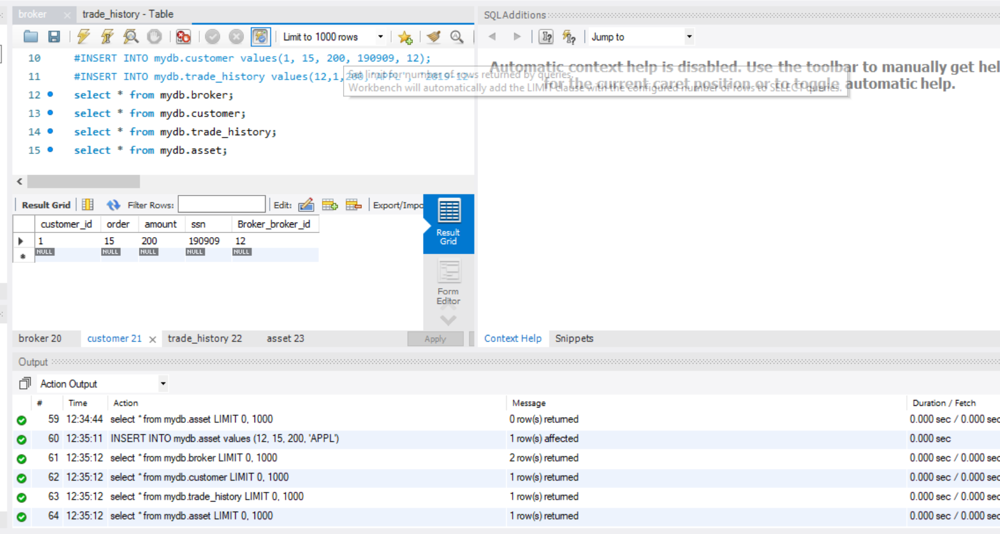 broker
trade_history - Table
SQLAdditions
Limit to 1000 rows
Jump to
10 #INSERT INTO mydb.customer values(1, 15, 200, 190909, 12);
11 #INSERT INTO mydb.trade_history values(12,1,200,'APPL', '2019-12-
12 select * from mydb.broker;
13 select * from mydb.customer;
14 select * from mydb.trade_history;
15 select * from mydb.asset;
Set limit for number of rows returned by queries.
Workbench will automatically add the LIMIT clause with the configured number of rows to SELECT queries.
Automatic context help is disabled. Use the toolbar to manually get hel
for the current caret position or to toggle automatic help.
Result Grid
Filter Rows:
Edit:
Export/Impo
customer_id order amount ssn Broker_broker_id
1 15 200 190909 12
NULL NULL NULL NULL NULL
Result
Grid
Form
Editor
broker 20 customer 21 trade_history 22 asset 23
Apply
Context Help Snippets
Output
Action Output
# Time Action Message Duration / Fetch
59 12:34:44 select * from mydb.asset LIMIT 0, 1000 0 row(s) returned 0.000 sec / 0.000 sec
60 12:35:11 INSERT INTO mydb.asset values (12, 15, 200, 'APPL') 1 row(s) affected 0.000 sec
61 12:35:12 select * from mydb.broker LIMIT 0, 1000 2 row(s) returned 0.000 sec / 0.000 sec
62 12:35:12 select * from mydb.customer LIMIT 0, 1000 1 row(s) returned 0.000 sec / 0.000 sec
63 12:35:12 select * from mydb.trade_history LIMIT 0, 1000 1 row(s) returned 0.000 sec / 0.000 sec
64 12:35:12 select * from mydb.asset LIMIT 0, 1000 1 row(s) returned 0.000 sec / 0.000 sec